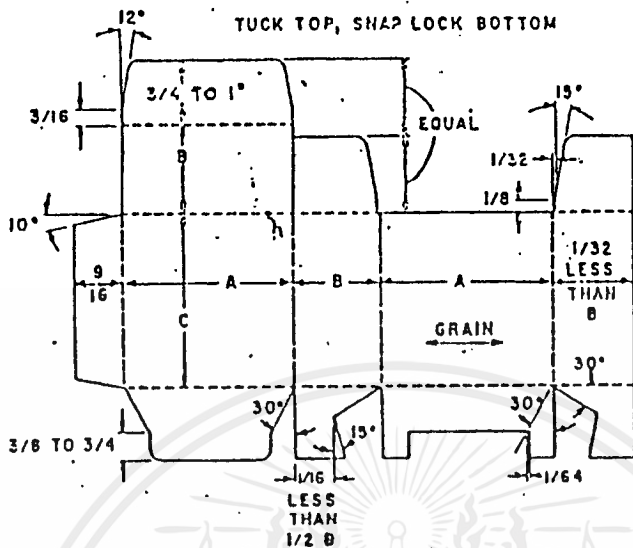 TUCK TOP, SNAP LOCK BOTTOM
12°
3/4 TO 1"
3/16
EQUAL
15°
1/32
1/8
B
10°
9
16
A
B
A
1/32
LESS
THAN
B
C
GRAIN
30°
30°
30°
15°
3/8 TO 3/4
1/16
LESS
THAN
1/2 B
1/64